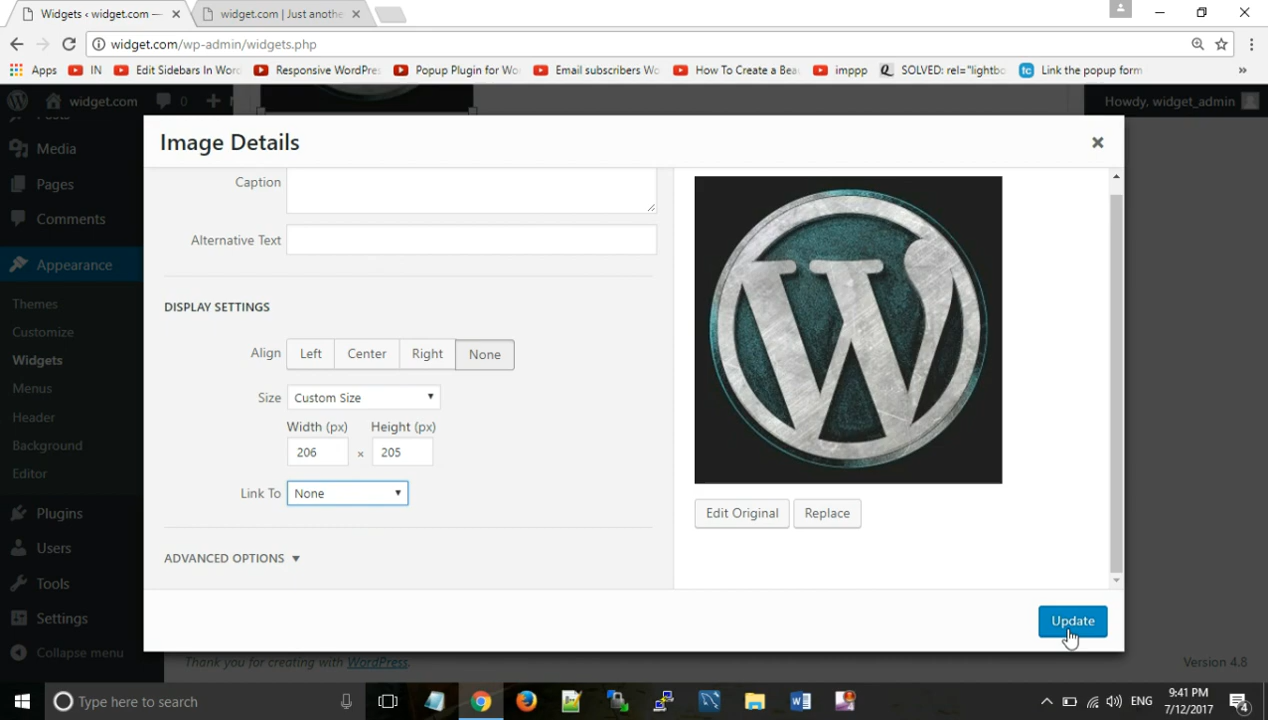 Widgets ‹ widget.com —
widget.com | Just anothe
widget.com/wp-admin/widgets.php
Apps
IN
Edit Sidebars In Wor
Responsive WordPre
Popup Plugin for Wo
Email subscribers Wo
How To Create a Bea
imppp
SOLVED: rel="lightbo
Link the popup form
»
widget.com
0
Howdy, widget_admin
Posts
Media
Pages
Comments
Appearance
Themes
Customize
Widgets
Menus
Header
Background
Editor
Plugins
Users
Tools
Settings
Collapse menu
Image Details
Caption
Alternative Text
DISPLAY SETTINGS
Align
Left
Center
Right
None
Size
Custom Size
Width (px)
Height (px)
206
×
205
Link To
None
ADVANCED OPTIONS
Edit Original
Replace
Update
Thank you for creating with WordPress.
Version 4.8
Type here to search
ENG
9:41 PM
7/12/2017
4